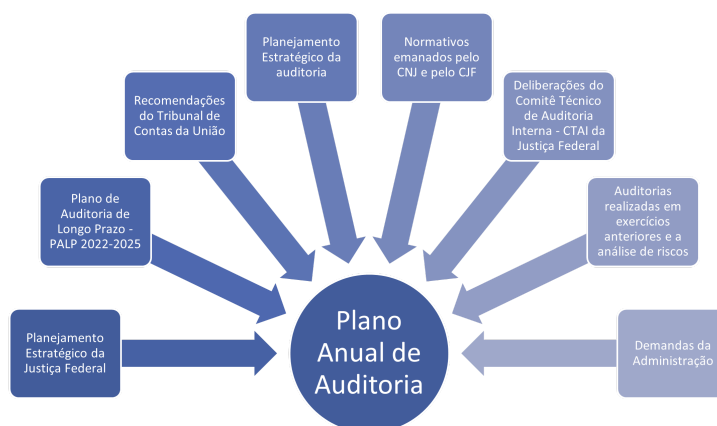 Planejamento
Estratégico da
Justiça Federal
Plano de
Auditoria de
Longo Prazo -
PALP 2022-2025
Recomendações
do Tribunal de
Contas da União
Planejamento
Estratégico da
auditoria
Normativos
emanados pelo
CNJ e pelo CJF
Deliberações do
Comitê Técnico
de Auditoria
Interna - CTAI da
Justiça Federal
Auditorias
realizadas em
exercícios
anteriores e a
análise de riscos
Demandas da
Administração
Plano
Anual de
Auditoria